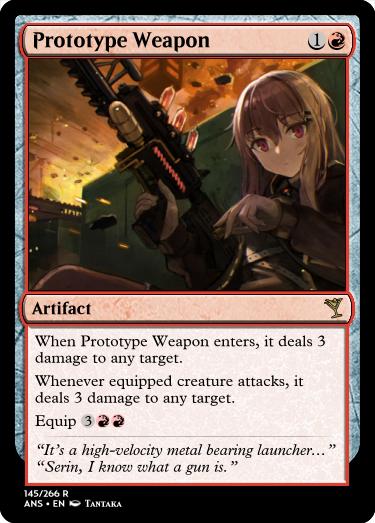 Prototype Weapon 1
Artifact
When Prototype Weapon enters, it deals 3
damage to any target.
Whenever equipped creature attacks, it
deals 3 damage to any target.
Equip 3
“It’s a high-velocity metal bearing launcher…”
“Serin, I know what a gun is.”
145/266 R
ANS • EN Tantaka